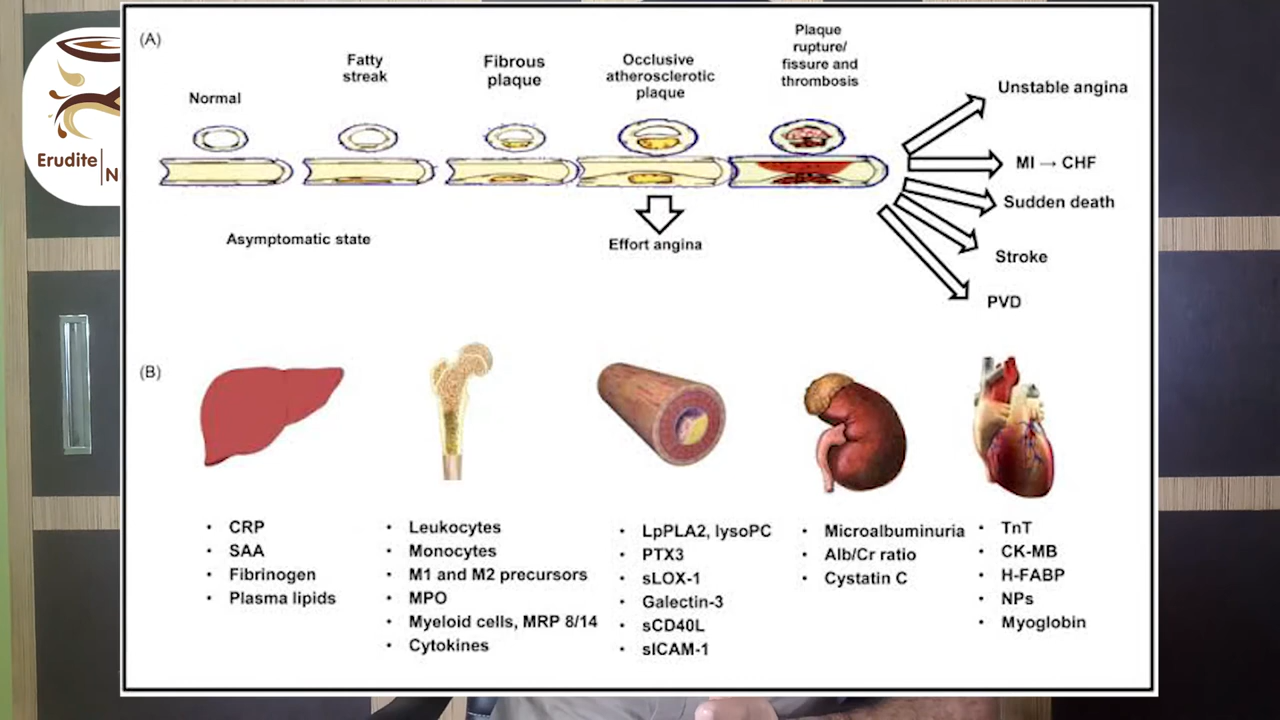 (A)
Normal
Fatty
streak
Fibrous
plaque
Occlusive
atherosclerotic
plaque
Plaque
rupture/
fissure and
thrombosis
Unstable angina
MI → CHF
Sudden death
Stroke
PVD
Asymptomatic state
Effort angina
Erudite
N
(B)
• CRP
• SAA
• Fibrinogen
• Plasma lipids
• Leukocytes
• Monocytes
• M1 and M2 precursors
• MPO
• Myeloid cells, MRP 8/14
• Cytokines
• LpPLA2, lysoPC
• PTX3
• sLOX-1
• Galectin-3
• sCD40L
• sICAM-1
• Microalbuminuria
• Alb/Cr ratio
• Cystatin C
• TnT
• CK-MB
• H-FABP
• NPs
• Myoglobin